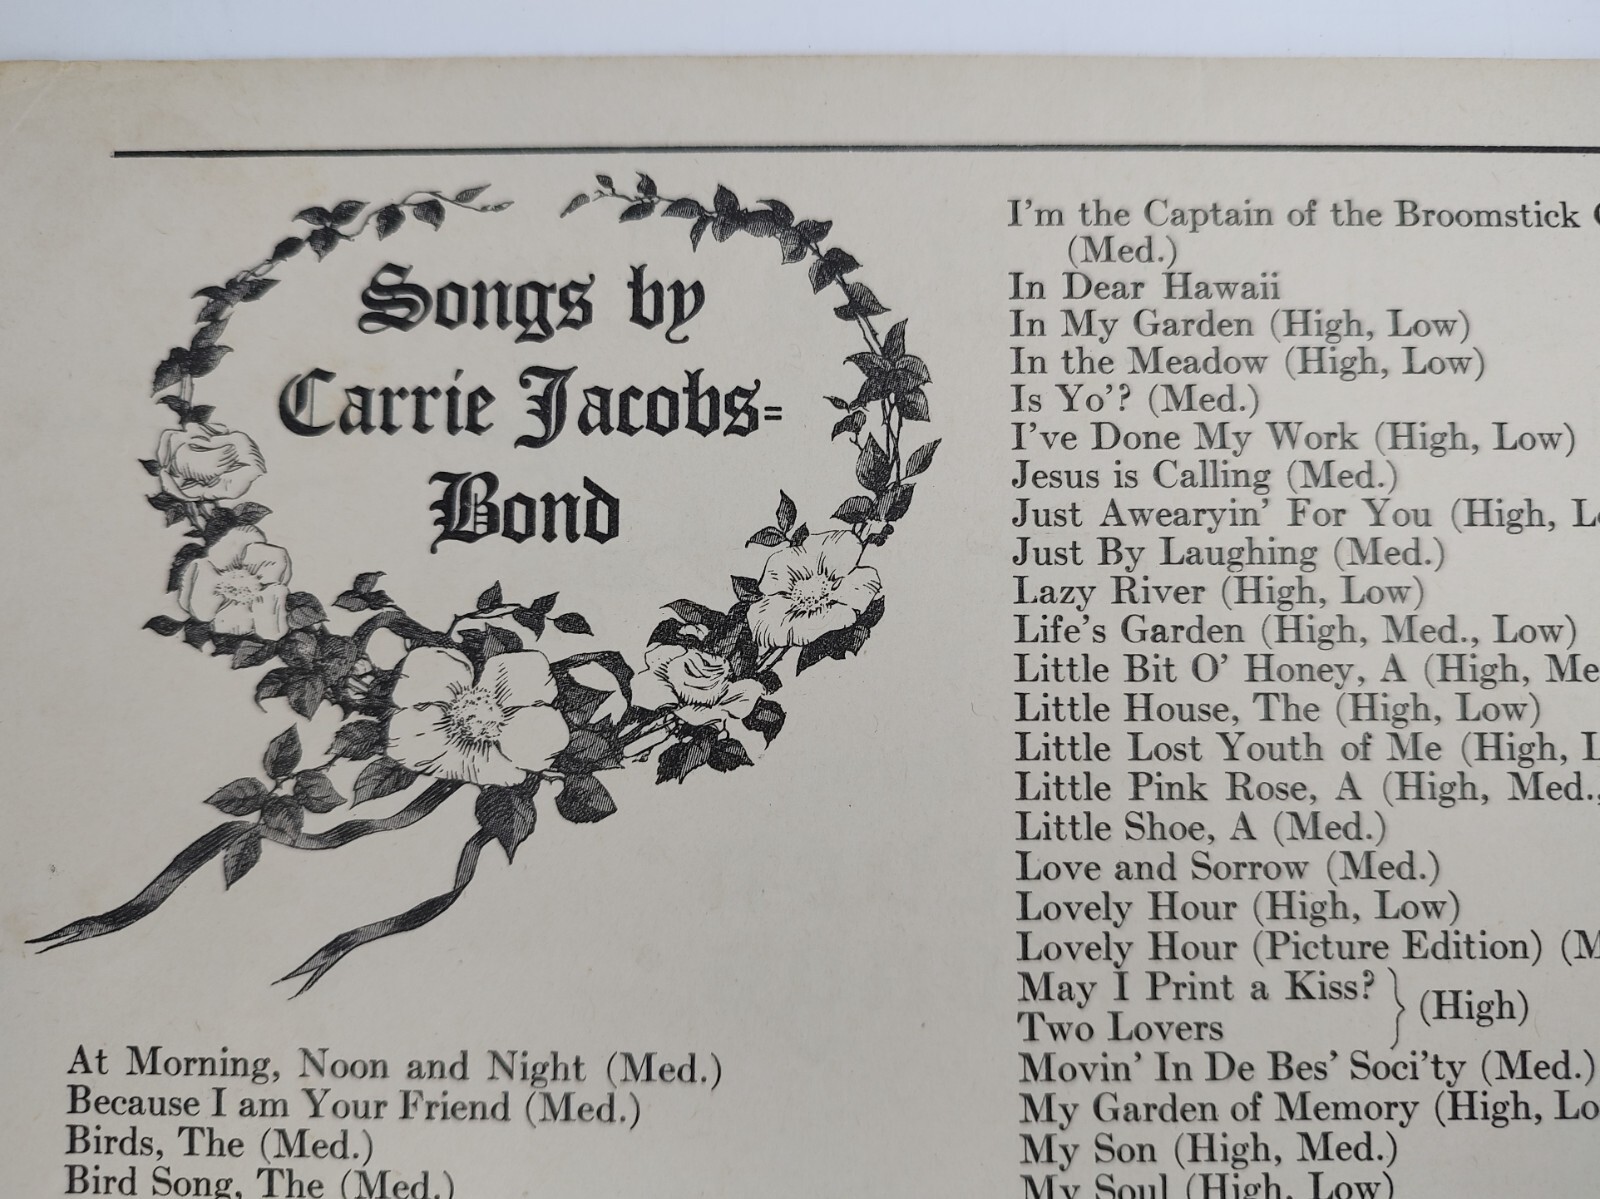 Songs by
Carrie Jacobs=
Bond
At Morning, Noon and Night (Med.)
Because I am Your Friend (Med.)
Birds, The (Med.)
Bird Song, The (Med.)
I'm the Captain of the Broomstick
(Med.)
In Dear Hawaii
In My Garden (High, Low)
In the Meadow (High, Low)
Is Yo'? (Med.)
I've Done My Work (High, Low)
Jesus is Calling (Med.)
Just Awearyin' For You (High,
Just By Laughing (Med.)
Lazy River (High, Low)
Life's Garden (High, Med., Low)
Little Bit O' Honey, A (High,
Little House, The (High, Low)
Little Lost Youth of Me (High,
Little Pink Rose, A (High, Med.,
Little Shoe, A (Med.)
Love and Sorrow (Med.)
Lovely Hour (High, Low)
Lovely Hour (Picture Edition)
May I Print a Kiss?
Two Lovers
(High)
Movin' In De Bes' Soci'ty (Med.)
My Garden of Memory (High,
My Son (High, Med.)
My Soul (High, Low)